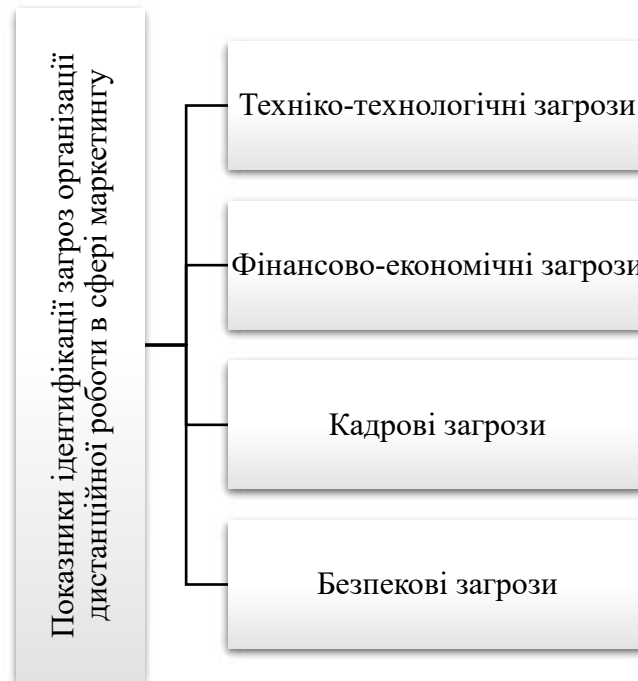 Показники ідентифікації загроз організації
дистанційної роботи в сфері маркетингу
Техніко-технологічні загрози
Фінансово-економічні загрози
Кадрові загрози
Безпекові загрози